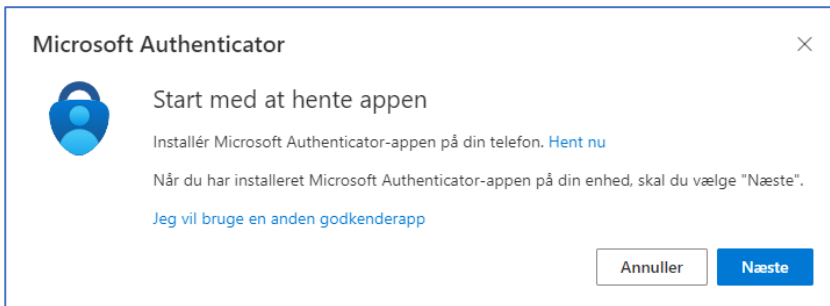 Microsoft Authenticator
Start med at hente appen
Installér Microsoft Authenticator-appen på din telefon. Hent nu
Når du har installeret Microsoft Authenticator-appen på din enhed, skal du vælge "Næste".
Jeg vil bruge en anden godkenderapp
Annuller Næste